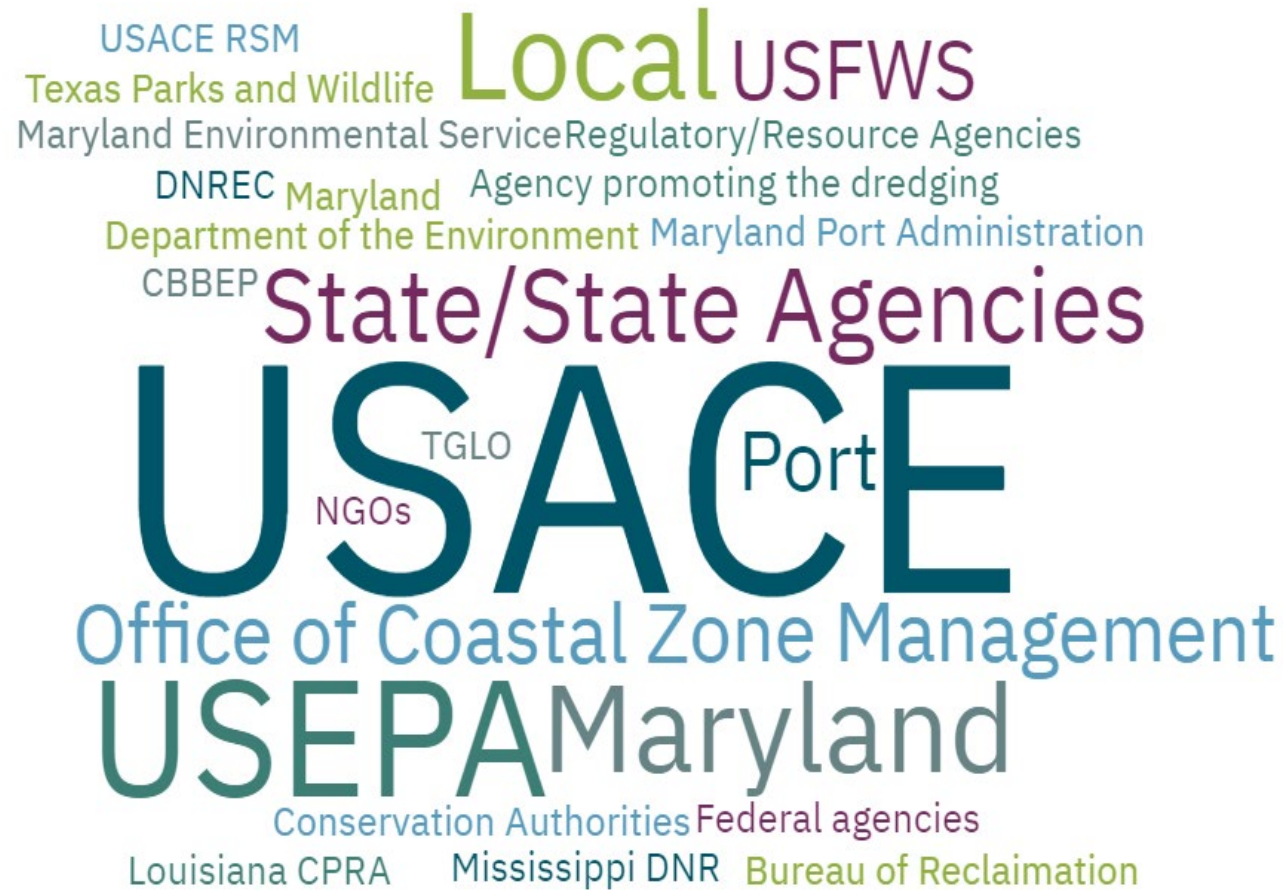 USACE RSM
Local USFWS
Texas Parks and Wildlife
Maryland Environmental Service Regulatory/Resource Agencies
DNREC Maryland Agency promoting the dredging
Department of the Environment Maryland Port Administration
CBBEP State/State Agencies
USACE
TGLO Port
NGOs
Office of Coastal Zone Management
USEPA Maryland
Conservation Authorities Federal agencies
Louisiana CPRA Mississippi DNR Bureau of Reclamation